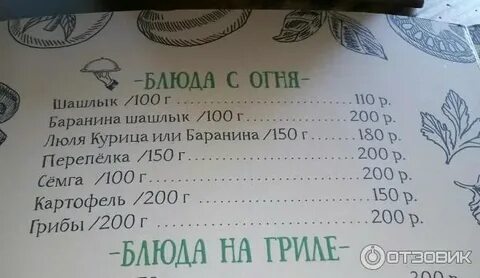 -БЛЮДА С ОГНЯ-
Шашлык /100 г 110 р.
Баранина шашлык /100 г 200 р.
Люля Курица или Баранина /150 г 180 р.
Перепёлка /150 г 200 р.
Сёмга /100 г 200 р.
Картофель /200 г 150 р.
Грибы /200 г 200 р.
-БЛЮДА НА ГРИЛЕ-
ОТЗОВИК